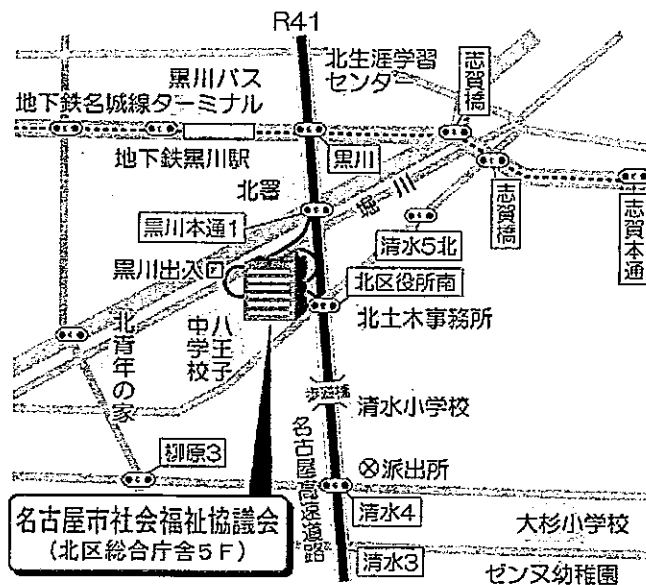 R41
北生涯学習
センター
志賀橋
黒川バス
ターミナル
地下鉄名城線
地下鉄黒川駅
黒川
志賀橋
志賀本通
北署
堀川
黒川本通1
清水5北
黒川出入口
北区役所南
北土木事務所
八王子
中学校
北青年の家
歩道橋
清水小学校
名古屋高速道路
柳原3
派出所
清水4
名古屋市社会福祉協議会
(北区総合庁舎5F)
大杉小学校
清水3
ゼンヌ幼稚園